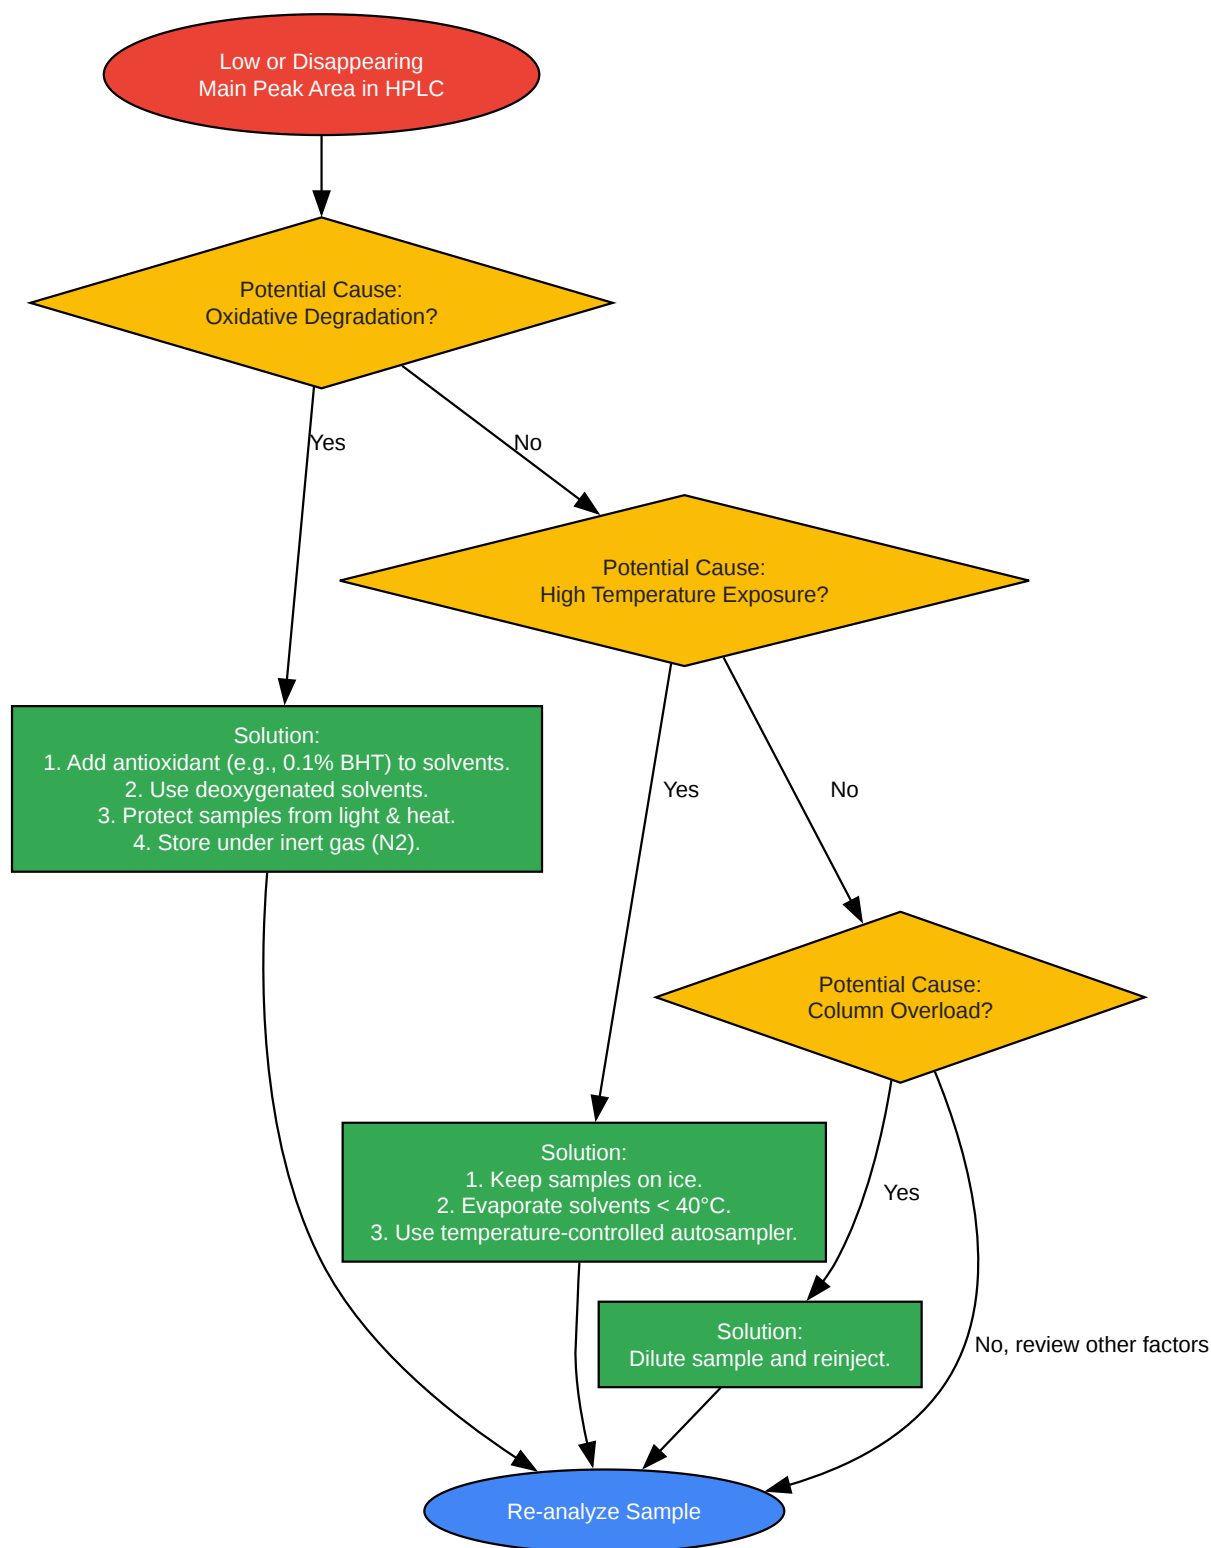 Low or Disappearing
Main Peak Area in HPLC
Potential Cause:
Oxidative Degradation?
Yes
No
Potential Cause:
High Temperature Exposure?
Solution:
1. Add antioxidant (e.g., 0.1% BHT) to solvents.
2. Use deoxygenated solvents.
3. Protect samples from light & heat.
4. Store under inert gas (N2).
Yes
No
Potential Cause:
Column Overload?
Solution:
1. Keep samples on ice.
2. Evaporate solvents < 40°C.
3. Use temperature-controlled autosampler.
Yes
Solution:
Dilute sample and reinject.
No, review other factors
Re-analyze Sample